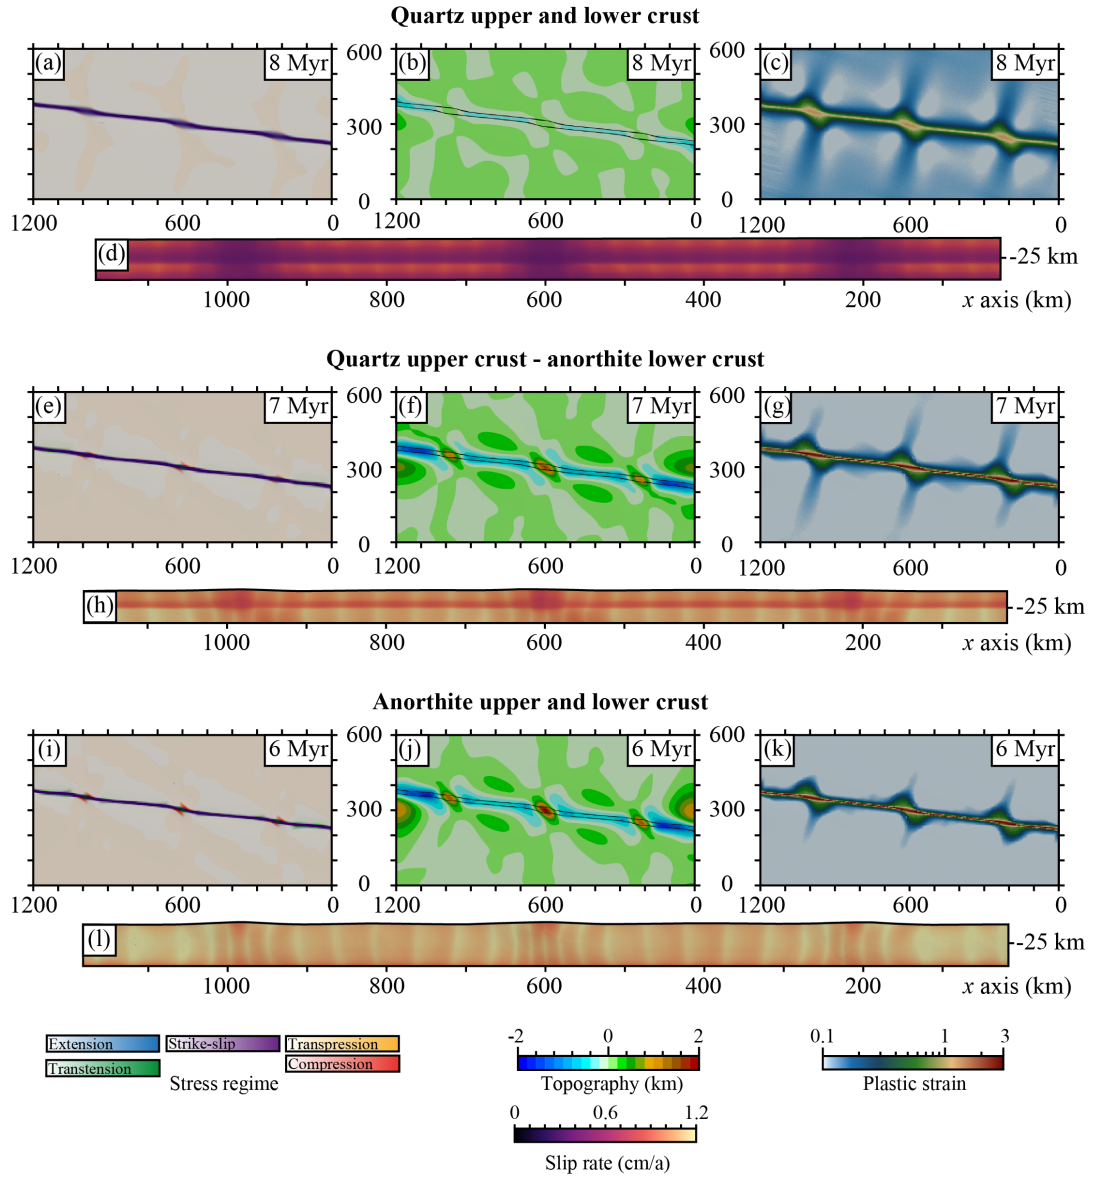 Quartz upper and lower crust
(a) 8 Myr 600 (b) 8 Myr 600 (c) 8 Myr
300 300
0 0
1200 600 0 1200 600 0 1200 600 0
(d) -25 km
1000 800 600 400 200 x axis (km)
Quartz upper crust - anorthite lower crust
(e) 7 Myr 600 (f) 7 Myr 600 (g) 7 Myr
300 300
0 0
1200 600 0 1200 600 0 1200 600 0
(h) -25 km
1000 800 600 400 200 x axis (km)
Anorthite upper and lower crust
(i) 6 Myr 600 (j) 6 Myr 600 (k) 6 Myr
300 300
0 0
1200 600 0 1200 600 0 1200 600 0
(l) -25 km
1000 800 600 400 200 x axis (km)
Extension Strike-slip Transpression
Transtension Compression
Stress regime
-2 0 2
Topography (km)
0.1 1 3
Plastic strain
0 0.6 1.2
Slip rate (cm/a)